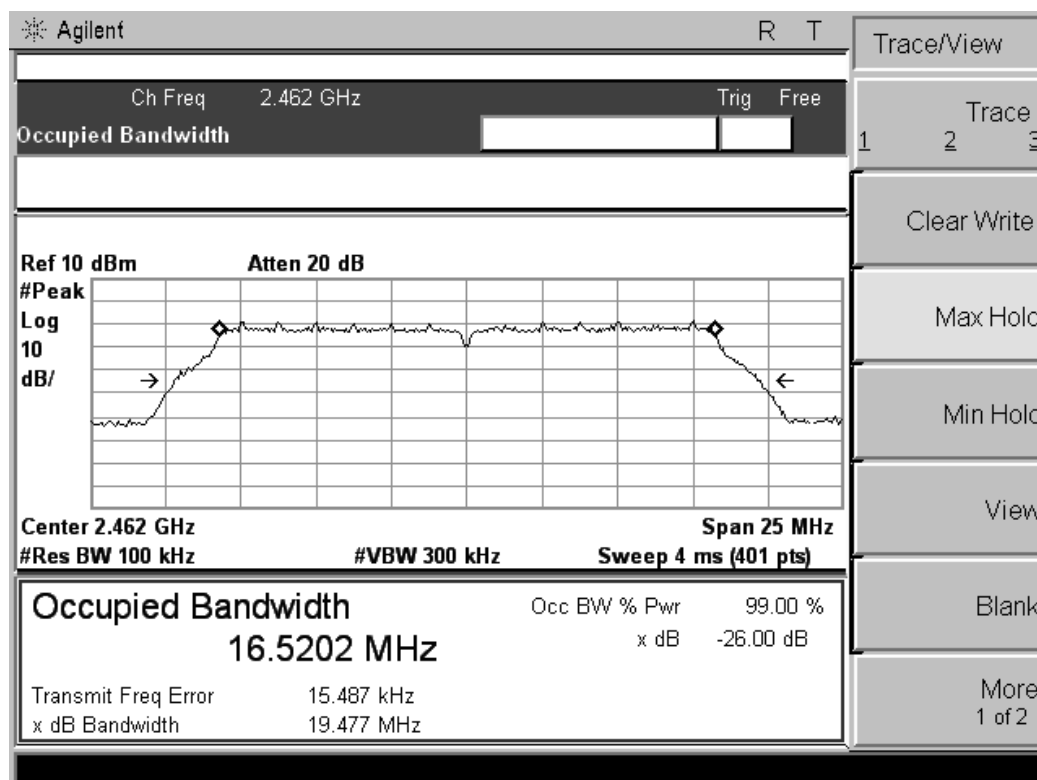 Agilent R T
Trace/View
Ch Freq 2.462 GHz Trig Free
Occupied Bandwidth
Trace
1 2 3
Clear Write
Max Hold
Min Hold
View
Blank
More
1 of 2
Ref 10 dBm Atten 20 dB
#Peak
Log
10
dB/
Center 2.462 GHz Span 25 MHz
#Res BW 100 kHz #VBW 300 kHz Sweep 4 ms (401 pts)
Occupied Bandwidth Occ BW % Pwr 99.00 %
16.5202 MHz x dB -26.00 dB
Transmit Freq Error 15.487 kHz
x dB Bandwidth 19.477 MHz